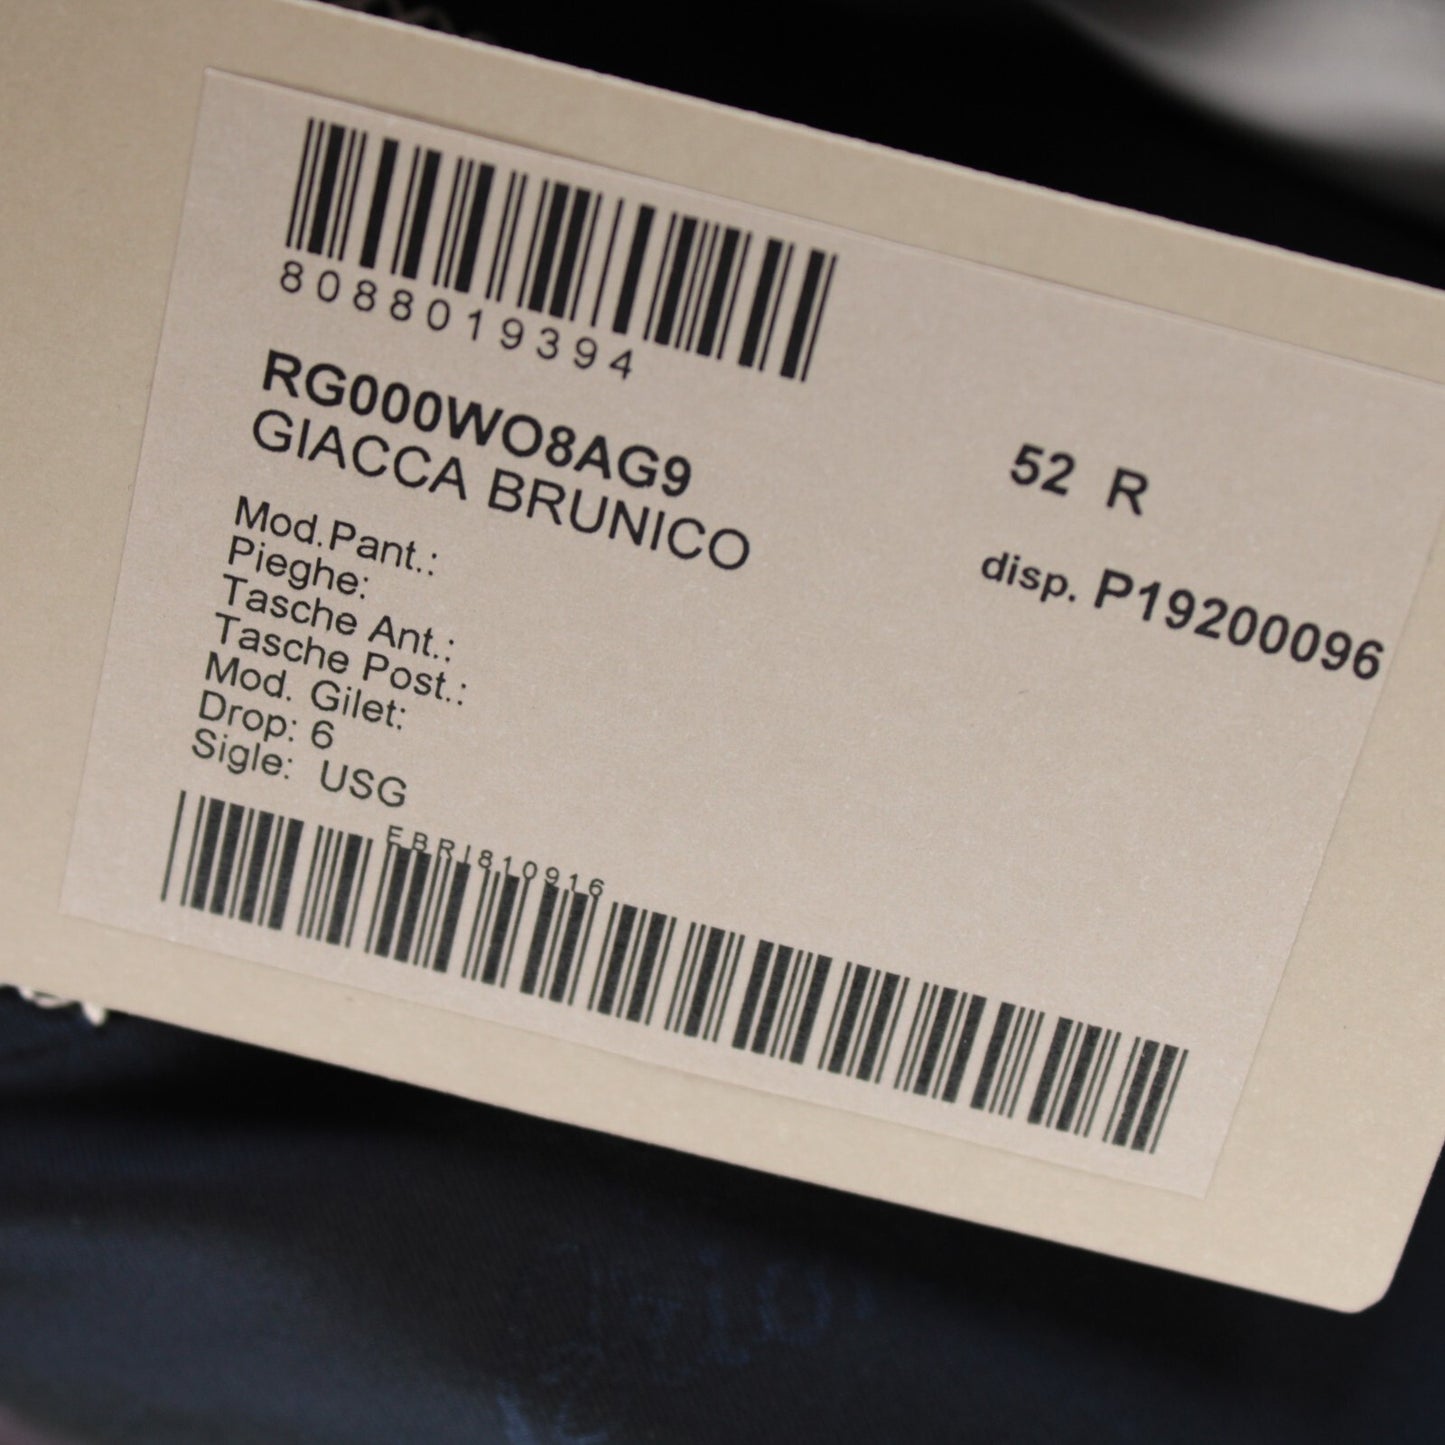 8088019394
RG000WO8AG9
GIACCA BRUNICO
52 R
disp. P19200096
Mod.Pant.:
Pieghe:
Tasche Ant.:
Tasche Post.:
Mod. Gilet:
Drop: 6
Sigle: USG
EBRI810916